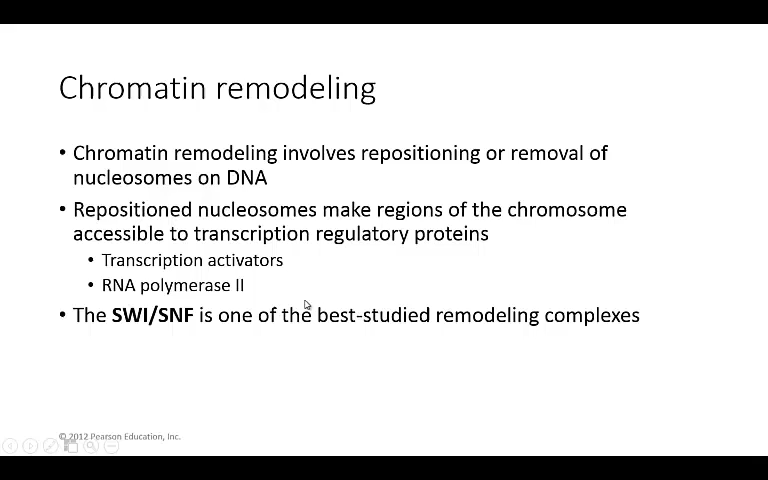 Chromatin remodeling
• Chromatin remodeling involves repositioning or removal of
nucleosomes on DNA
• Repositioned nucleosomes make regions of the chromosome
accessible to transcription regulatory proteins
• Transcription activators
• RNA polymerase II
• The SWI/SNF is one of the best-studied remodeling complexes
© 2012 Pearson Education, Inc.